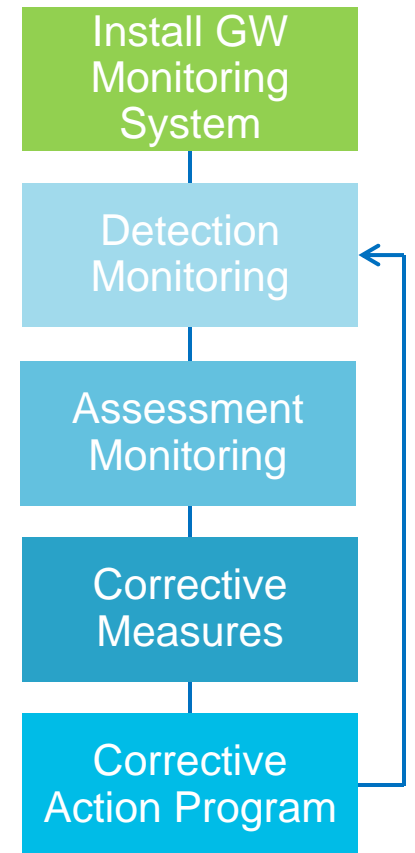 Install GW
Monitoring
System
Detection
Monitoring
Assessment
Monitoring
Corrective
Measures
Corrective
Action Program